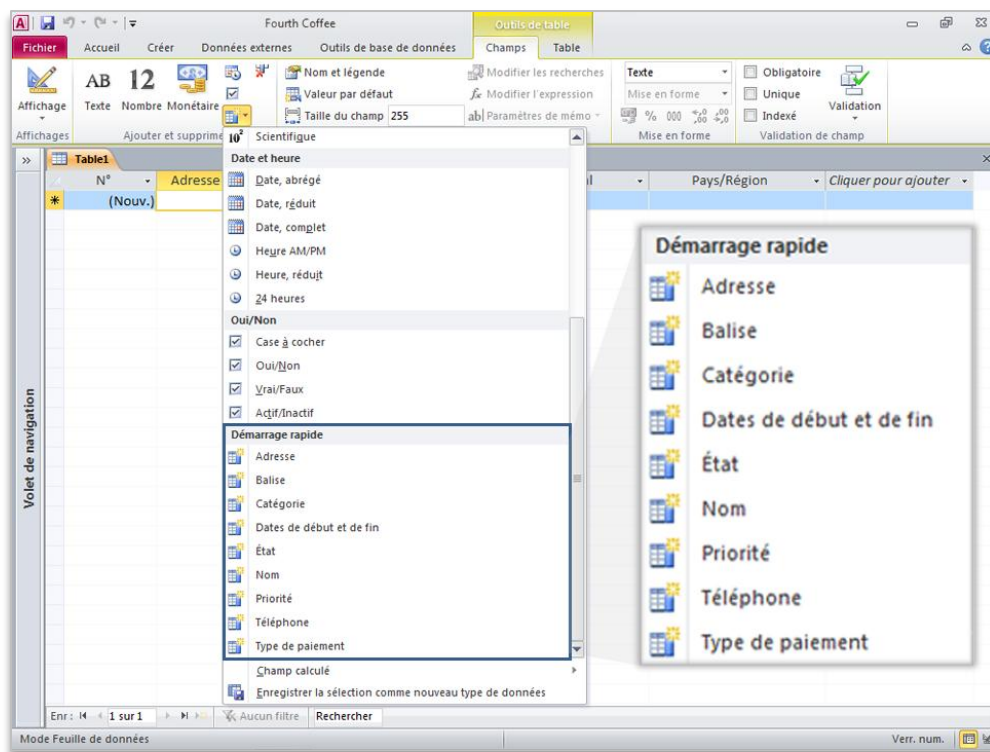 Fourth Coffee
Outils de table
Fichier Accueil Créer Données externes Outils de base de données Champs Table
Affichage
AB
Texte
12
Nombre
Monétaire
Nom et légende
Valeur par défaut
Taille du champ 255
Modifier les recherches
fx Modifier l'expression
ab Paramètres de mémo
Texte
Mise en forme
% 000
Obligatoire
Unique
Indexé
Validation
Affichages Ajouter et supprime Mise en forme Validation de champ
Table1
N° Adresse Pays/Région Cliquer pour ajouter
(Nouv.)
10² Scientifique
Date et heure
Date, abrégé
Date, réduit
Date, complet
Heure AM/PM
Heure, réduit
24 heures
Oui/Non
Case à cocher
Oui/Non
Vrai/Faux
Actif/Inactif
Démarrage rapide
Adresse
Balise
Catégorie
Dates de début et de fin
État
Nom
Priorité
Téléphone
Type de paiement
Champ calculé
Enregistrer la sélection comme nouveau type de données
Démarrage rapide
Adresse
Balise
Catégorie
Dates de début et de fin
État
Nom
Priorité
Téléphone
Type de paiement
Volet de navigation
Enr : 1 sur 1 Aucun filtre Rechercher
Mode Feuille de données Verr. num.